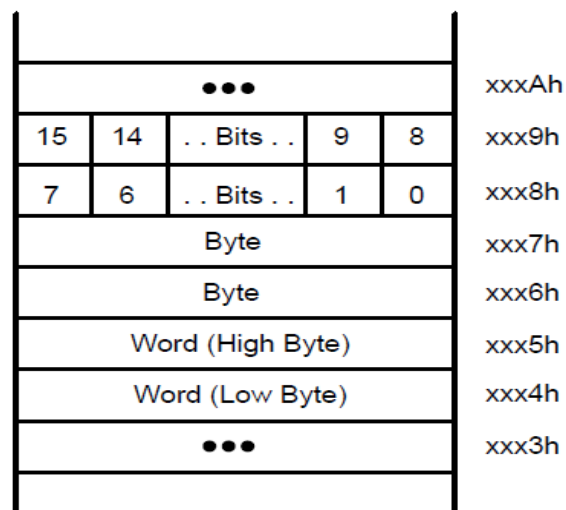 ••• xxxAh
15 14 . . Bits . . 9 8 xxx9h
7 6 . . Bits . . 1 0 xxx8h
Byte xxx7h
Byte xxx6h
Word (High Byte) xxx5h
Word (Low Byte) xxx4h
••• xxx3h